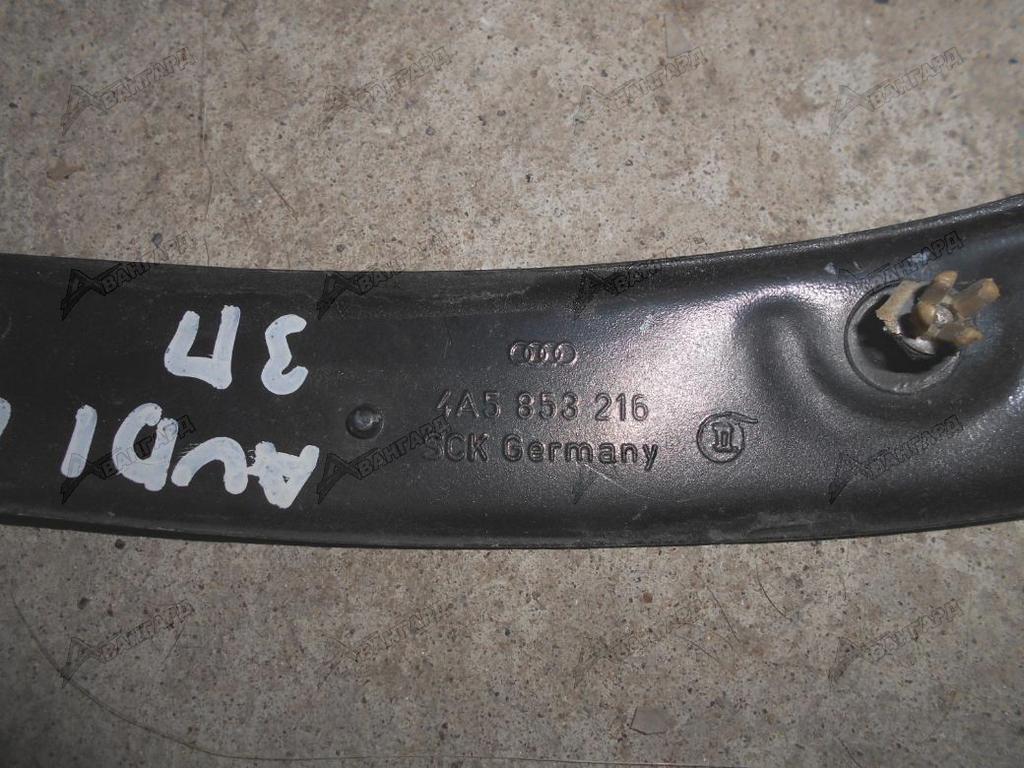 4A5 853 216
SCK Germany
AUDI
ЗП
АВАНГАРД